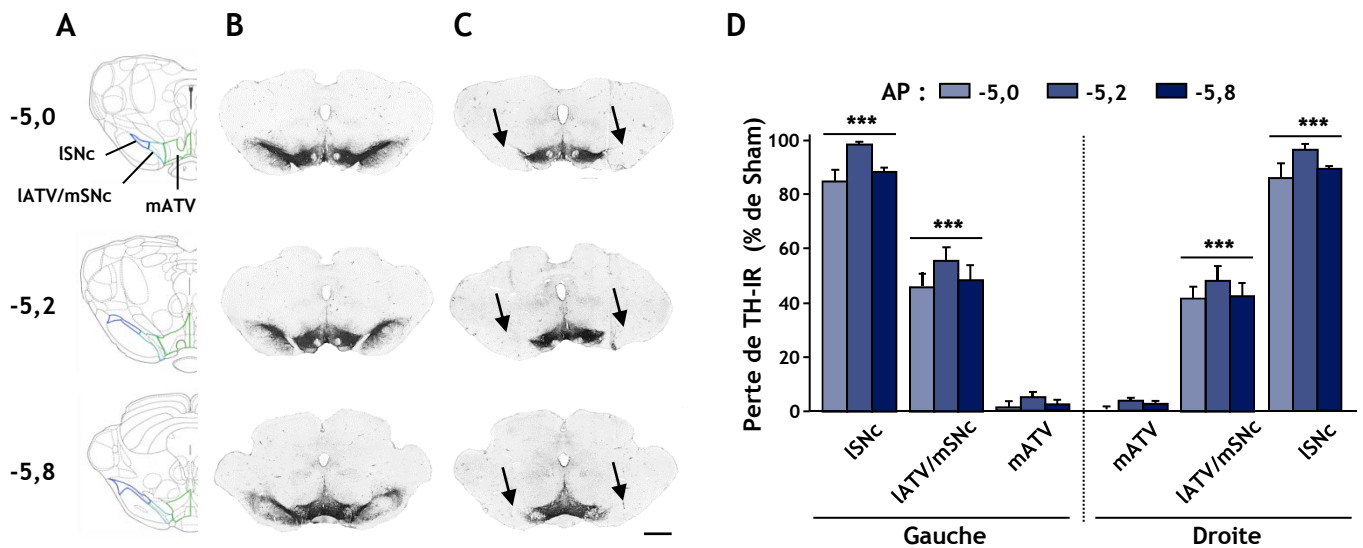 A
B
C
D
-5,0
lSNc
lATV/mSNc
mATV
-5,2
-5,8
AP :
-5,0
-5,2
-5,8
Perte de TH-IR (% de Sham)
100
80
60
40
20
0
***
***
***
***
lSNc
lATV/mSNc
mATV
mATV
lATV/mSNc
lSNc
Gauche
Droite